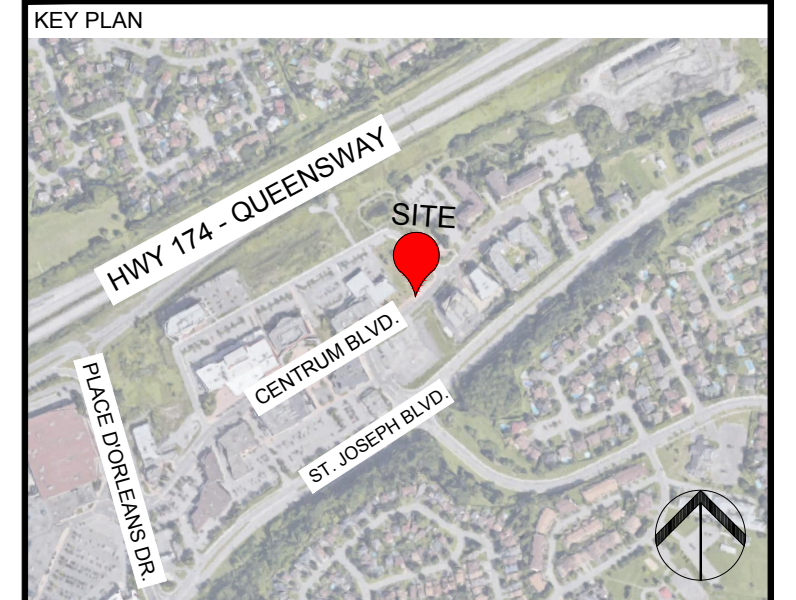 KEY PLAN
HWY 174 - QUEENSWAY
SITE
CENTRUM BLVD.
PLACE D'ORLEANS DR.
ST. JOSEPH BLVD.